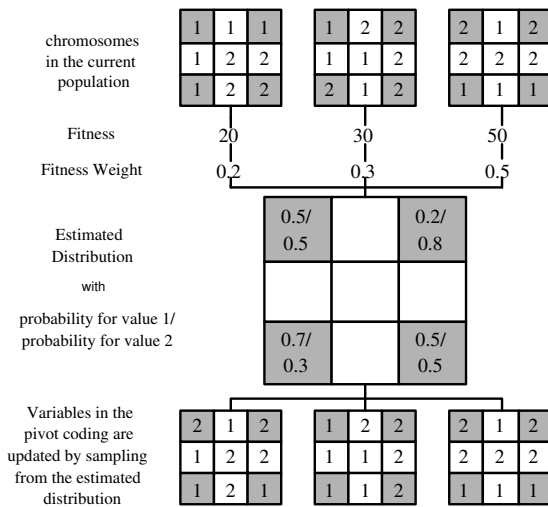 chromosomes
in the current
population
1 1 1 1 2 2 2 1 2
1 2 2 1 1 2 2 2 2
1 2 2 2 1 2 1 1 1
Fitness 20 30 50
Fitness Weight 0.2 0.3 0.5
Estimated
Distribution
with
probability for value 1/
probability for value 2
0.5/ 0.2/
0.5 0.8
0.7/ 0.5/
0.3 0.5
Variables in the
pivot coding are
updated by sampling
from the estimated
distribution
2 1 2 1 2 2 2 1 2
1 2 2 1 1 2 2 2 2
1 2 1 1 1 2 1 1 1